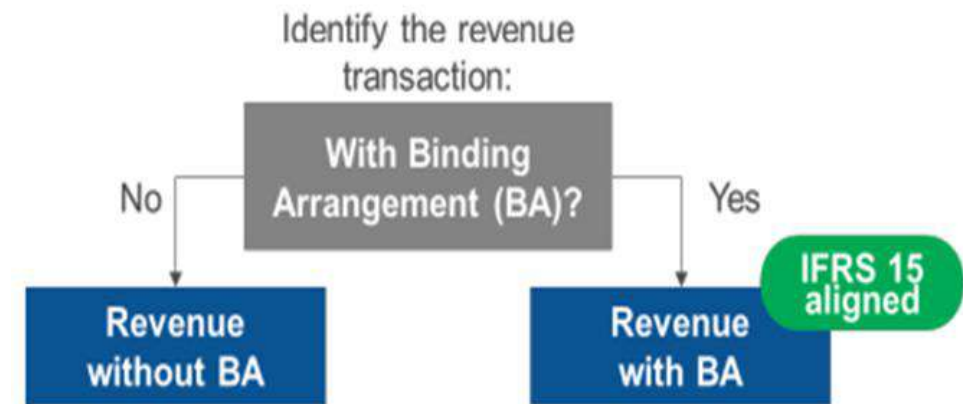 Identify the revenue
transaction:
With Binding
Arrangement (BA)?
No
Yes
IFRS 15
aligned
Revenue
without BA
Revenue
with BA